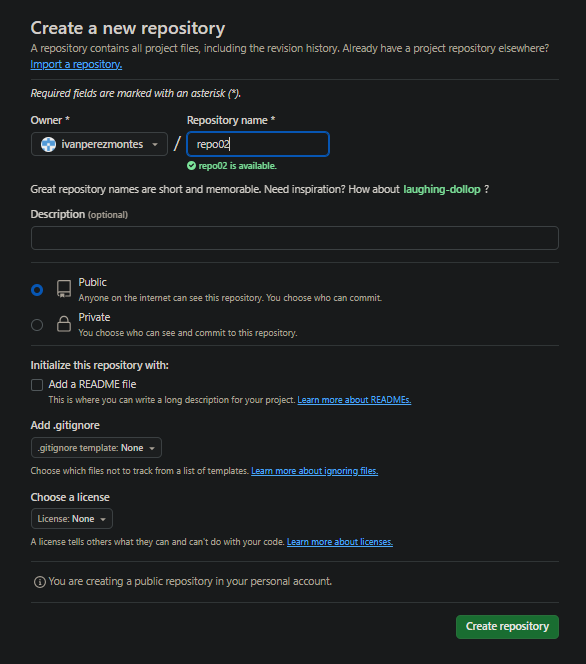 Create a new repository
A repository contains all project files, including the revision history. Already have a project repository elsewhere?
Import a repository.
Required fields are marked with an asterisk (*).
Owner * Repository name *
ivanperezmontes / repo02
repo02 is available.
Great repository names are short and memorable. Need inspiration? How about laughing-dollop ?
Description (optional)
Public
Anyone on the internet can see this repository. You choose who can commit.
Private
You choose who can see and commit to this repository.
Initialize this repository with:
Add a README file
This is where you can write a long description for your project. Learn more about READMEs.
Add .gitignore
.gitignore template: None
Choose which files not to track from a list of templates. Learn more about ignoring files.
Choose a license
License: None
A license tells others what they can and can't do with your code. Learn more about licenses.
You are creating a public repository in your personal account.
Create repository